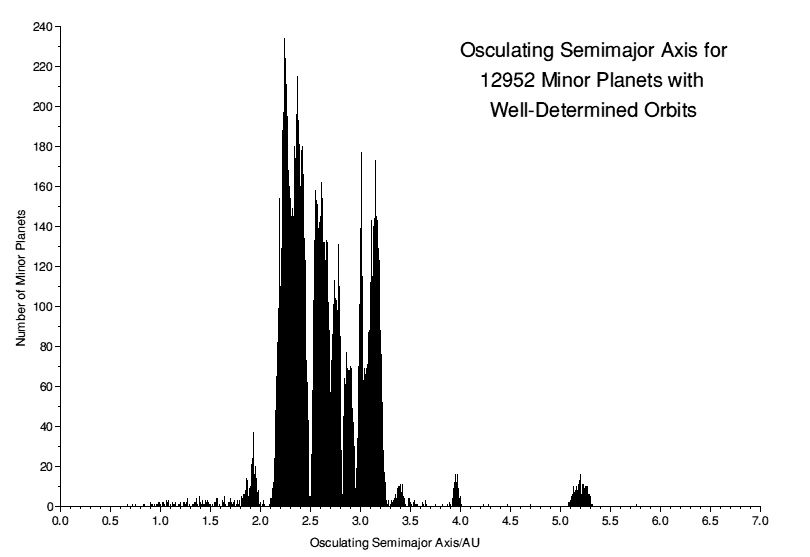 Osculating Semimajor Axis for
12952 Minor Planets with
Well-Determined Orbits
Number of Minor Planets
240
220
200
180
160
140
120
100
80
60
40
20
0
0.0 0.5 1.0 1.5 2.0 2.5 3.0 3.5 4.0 4.5 5.0 5.5 6.0 6.5 7.0
Osculating Semimajor Axis/AU